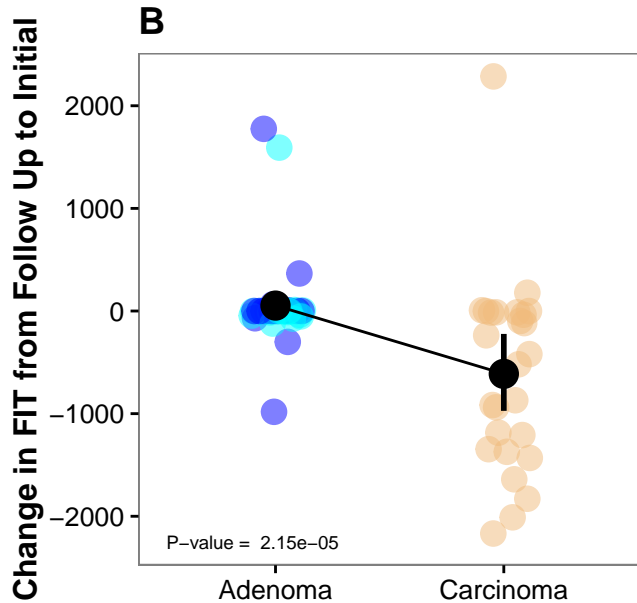 B
Change in FIT from Follow Up to Initial
2000
1000
0
−1000
−2000
P−value = 2.15e−05
Adenoma
Carcinoma